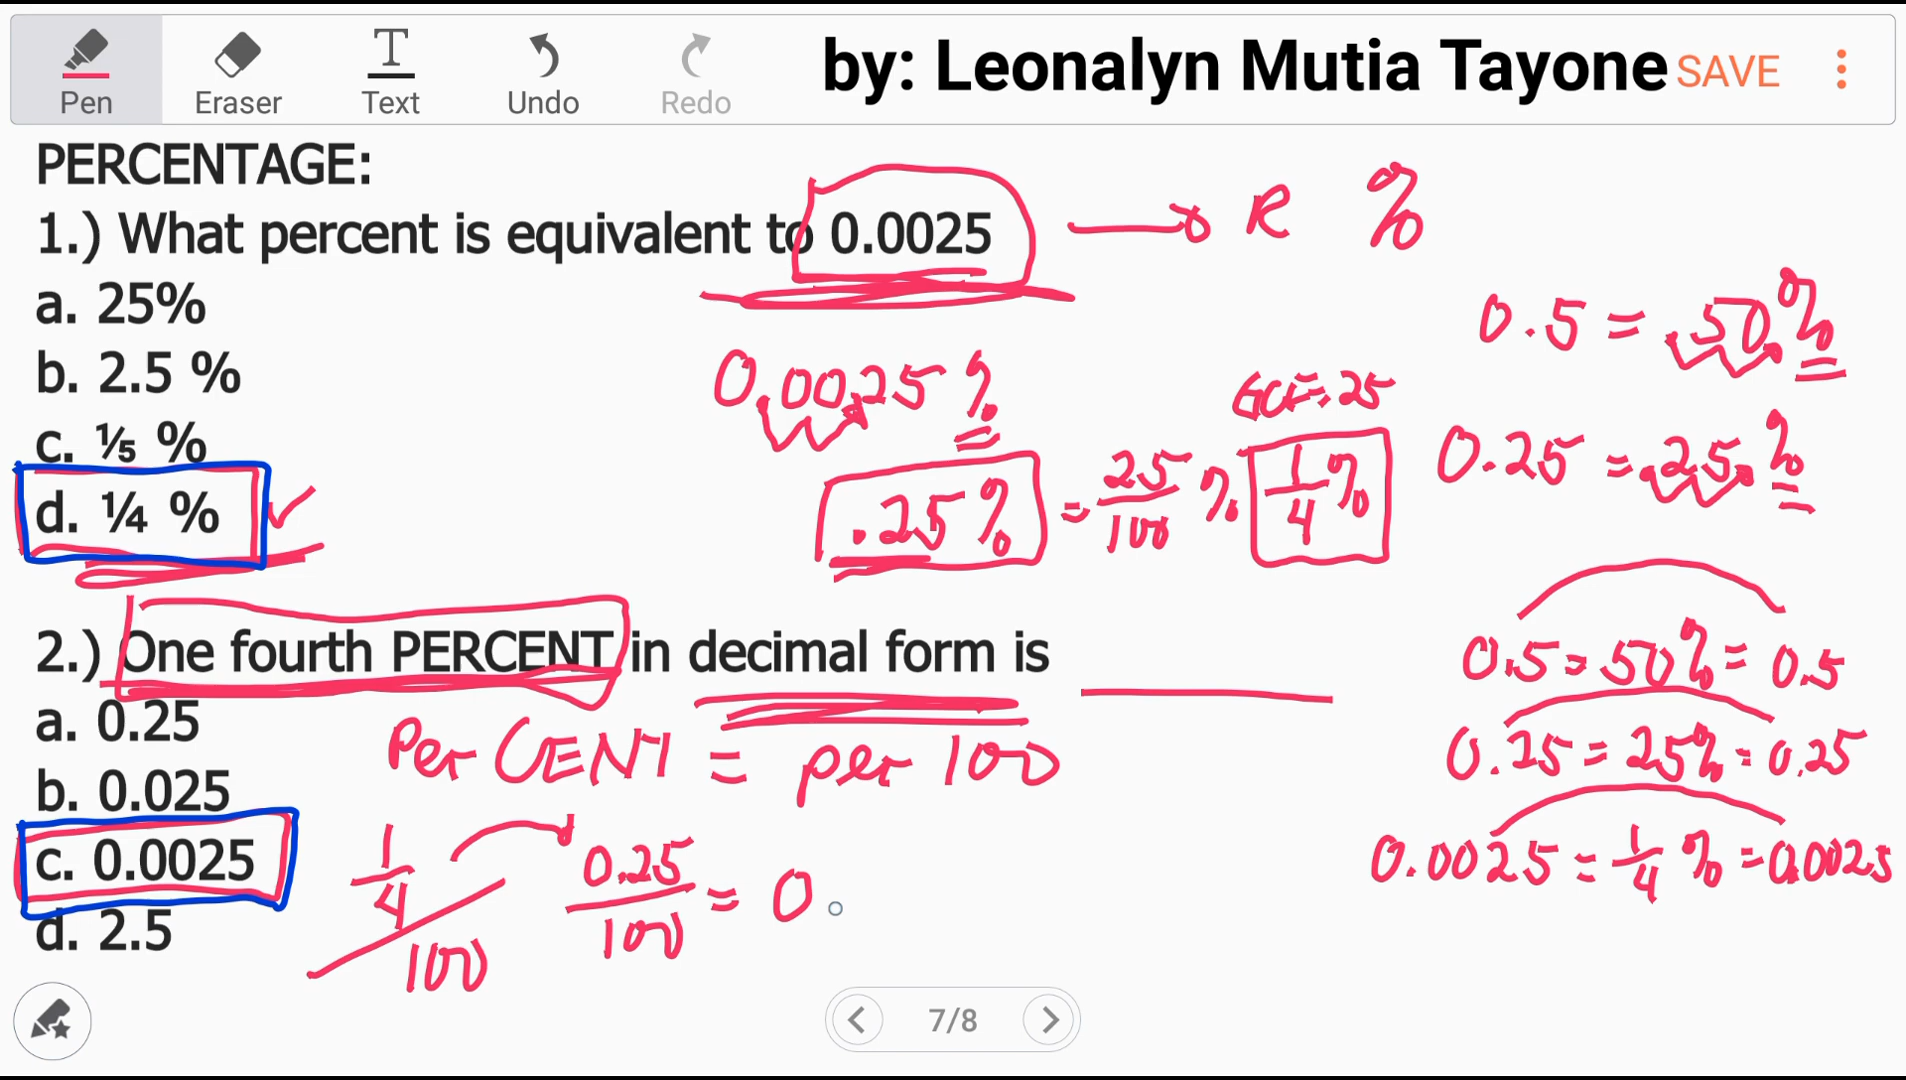 Pen Eraser Text Undo Redo by: Leonalyn Mutia Tayone SAVE
PERCENTAGE:
1.) What percent is equivalent to 0.0025 R %
a. 25%
0.5 = .50.%
b. 2.5 %
0.00.25 %
GCF = 25
c. ⅕ %
0.25 = .25.%
d. ¼ %
.25% = 25/100 % 1/4 %
2.) One fourth PERCENT in decimal form is
0.5 = 50% = 0.5
a. 0.25
Per CENT = per 100
0.25 = 25% = 0.25
b. 0.025
c. 0.0025
1/4 / 100 0.25/100 = 0
0.0025 = 1/4 % = 0.0025
d. 2.5
7/8